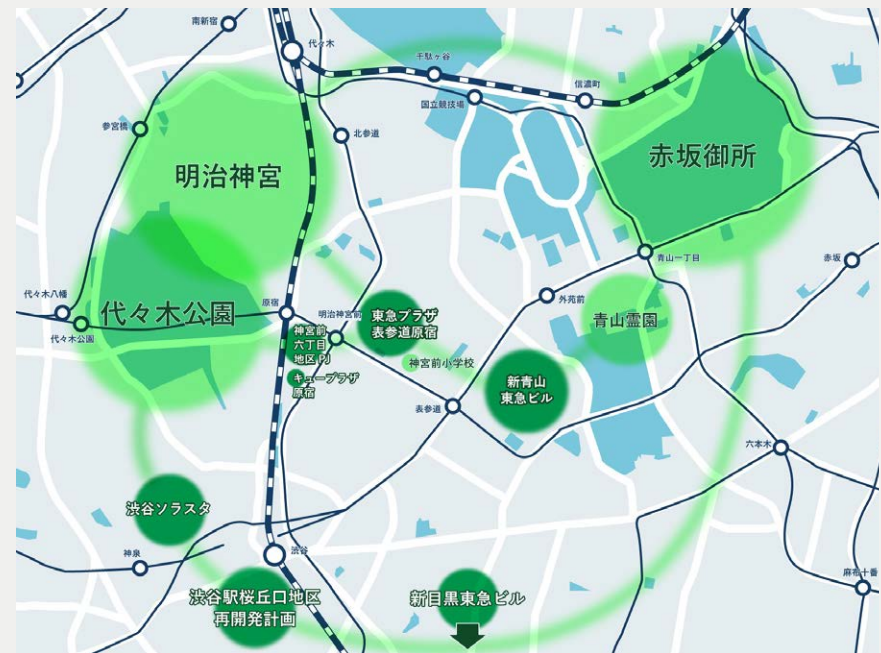 南新宿
代々木
千駄ヶ谷
信濃町
国立競技場
参宮橋
北参道
明治神宮
赤坂御所
青山一丁目
赤坂
代々木八幡
代々木公園
代々木公園
原宿
明治神宮前
外苑前
東急プラザ
表参道原宿
青山霊園
神宮前
六丁目
地区PJ
神宮前小学校
キュープラザ
原宿
新青山
東急ビル
表参道
六本木
渋谷ソラスタ
神泉
渋谷
麻布十番
渋谷駅桜丘口地区
再開発計画
新目黒東急ビル